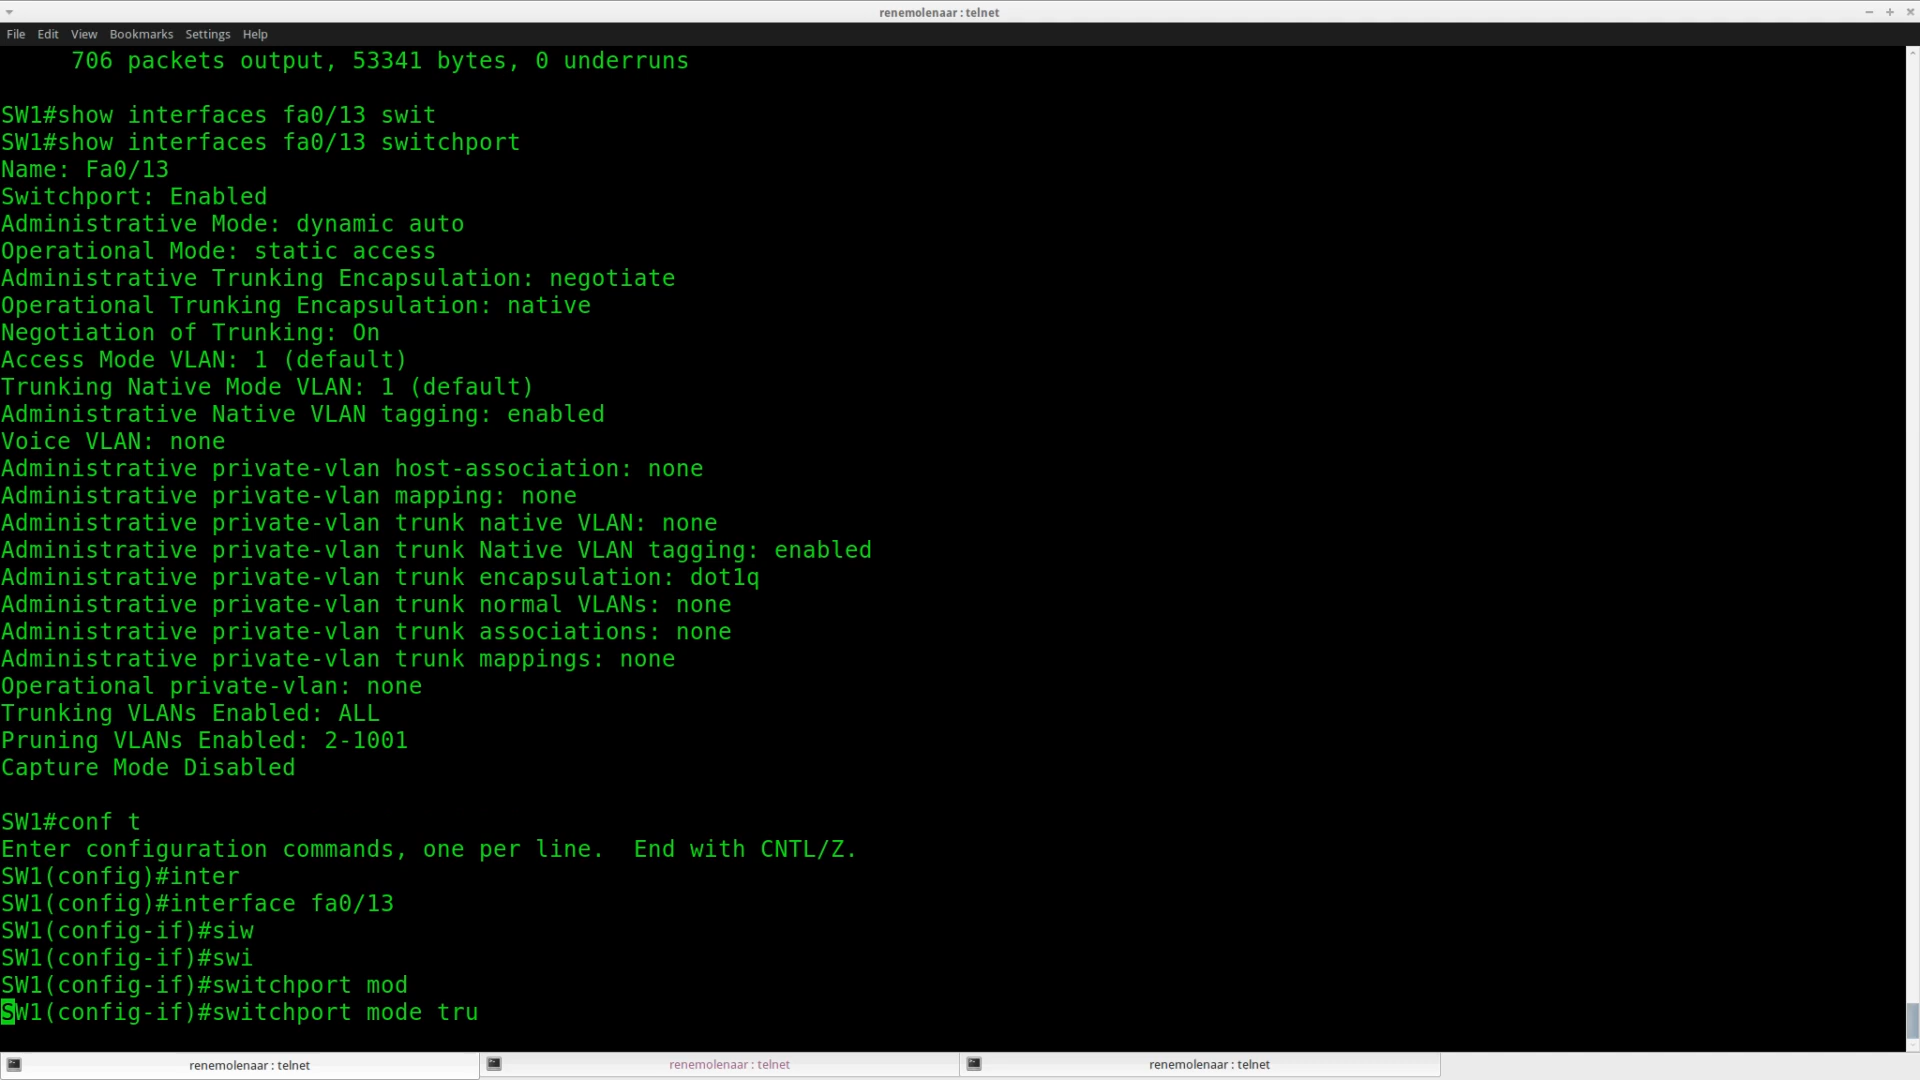 renemolenaar : telnet
File Edit View Bookmarks Settings Help
706 packets output, 53341 bytes, 0 underruns
SW1#show interfaces fa0/13 swit
SW1#show interfaces fa0/13 switchport
Name: Fa0/13
Switchport: Enabled
Administrative Mode: dynamic auto
Operational Mode: static access
Administrative Trunking Encapsulation: negotiate
Operational Trunking Encapsulation: native
Negotiation of Trunking: On
Access Mode VLAN: 1 (default)
Trunking Native Mode VLAN: 1 (default)
Administrative Native VLAN tagging: enabled
Voice VLAN: none
Administrative private-vlan host-association: none
Administrative private-vlan mapping: none
Administrative private-vlan trunk native VLAN: none
Administrative private-vlan trunk Native VLAN tagging: enabled
Administrative private-vlan trunk encapsulation: dot1q
Administrative private-vlan trunk normal VLANs: none
Administrative private-vlan trunk associations: none
Administrative private-vlan trunk mappings: none
Operational private-vlan: none
Trunking VLANs Enabled: ALL
Pruning VLANs Enabled: 2-1001
Capture Mode Disabled
SW1#conf t
Enter configuration commands, one per line.  End with CNTL/Z.
SW1(config)#inter
SW1(config)#interface fa0/13
SW1(config-if)#siw
SW1(config-if)#swi
SW1(config-if)#switchport mod
SW1(config-if)#switchport mode tru
renemolenaar : telnet renemolenaar : telnet renemolenaar : telnet